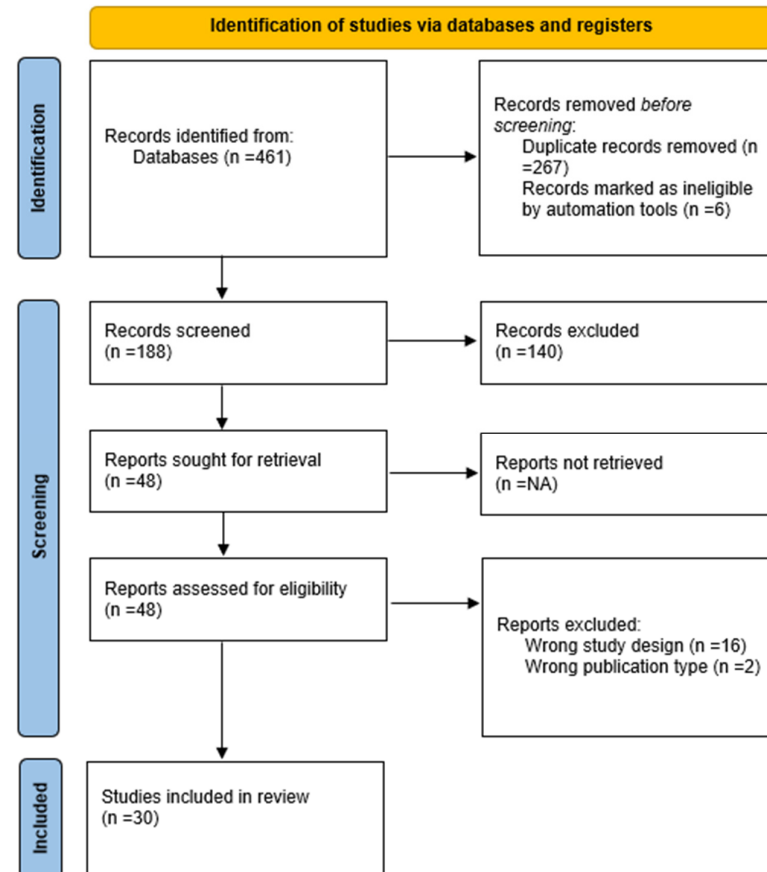 Identification of studies via databases and registers
Identification
Records identified from:
Databases (n =461)
Records removed before
screening:
Duplicate records removed (n
=267)
Records marked as ineligible
by automation tools (n =6)
Screening
Records screened
(n =188)
Records excluded
(n =140)
Reports sought for retrieval
(n =48)
Reports not retrieved
(n =NA)
Reports assessed for eligibility
(n =48)
Reports excluded:
Wrong study design (n =16)
Wrong publication type (n =2)
Included
Studies included in review
(n =30)